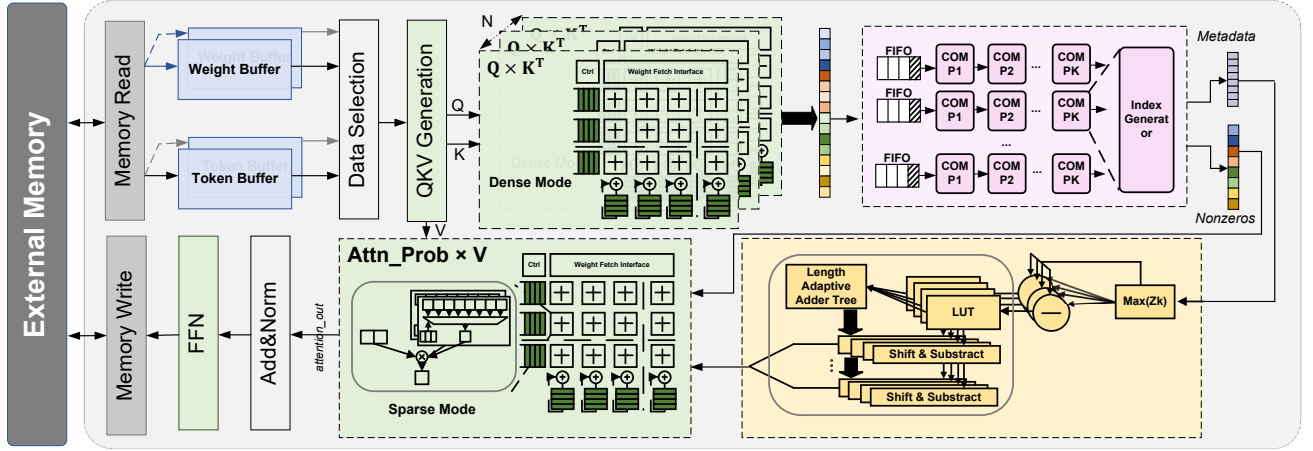 External Memory
Memory Read
Weight Buffer
Weight Buffer
Token Buffer
Token Buffer
Data Selection
QKV Generation
Q
K
V
N
Q × K^T
Q × K^T
Q × K^T
Ctrl
Weight Fetch Interface
Dense Mode
FIFO
COM
P1
COM
P2
...
COM
PK
FIFO
COM
P1
COM
P2
...
COM
PK
...
FIFO
COM
P1
COM
P2
...
COM
PK
Index
Generat
or
Metadata
Nonzeros
Memory Write
FFN
Add&Norm
attention_out
Attn_Prob × V
Ctrl
Weight Fetch Interface
Sparse Mode
Length
Adaptive
Adder Tree
LUT
Max(Zk)
Shift & Substract
...
Shift & Substract